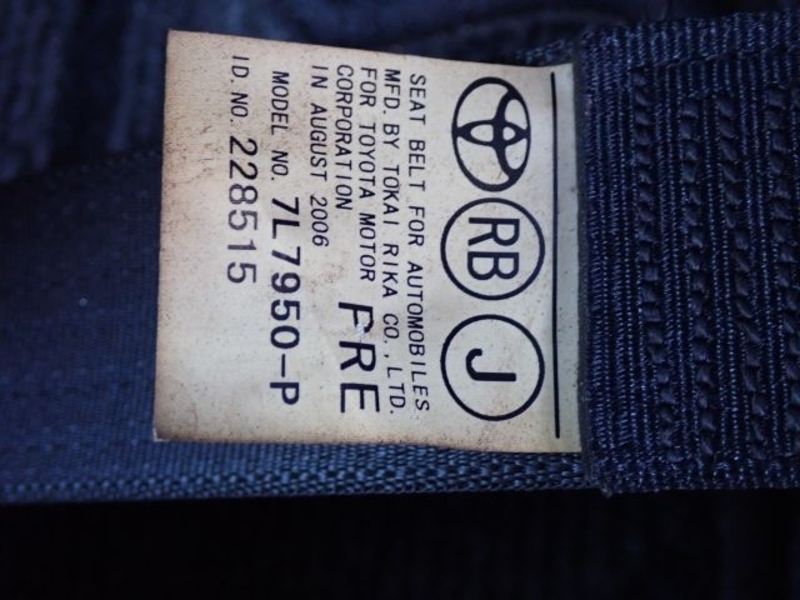 RB J
SEAT BELT FOR AUTOMOBILES.
MFD. BY TOKAI RIKA CO., LTD.
FOR TOYOTA MOTOR
CORPORATION PRE
IN AUGUST 2006
MODEL NO. 7L7950-P
ID. NO. 228515